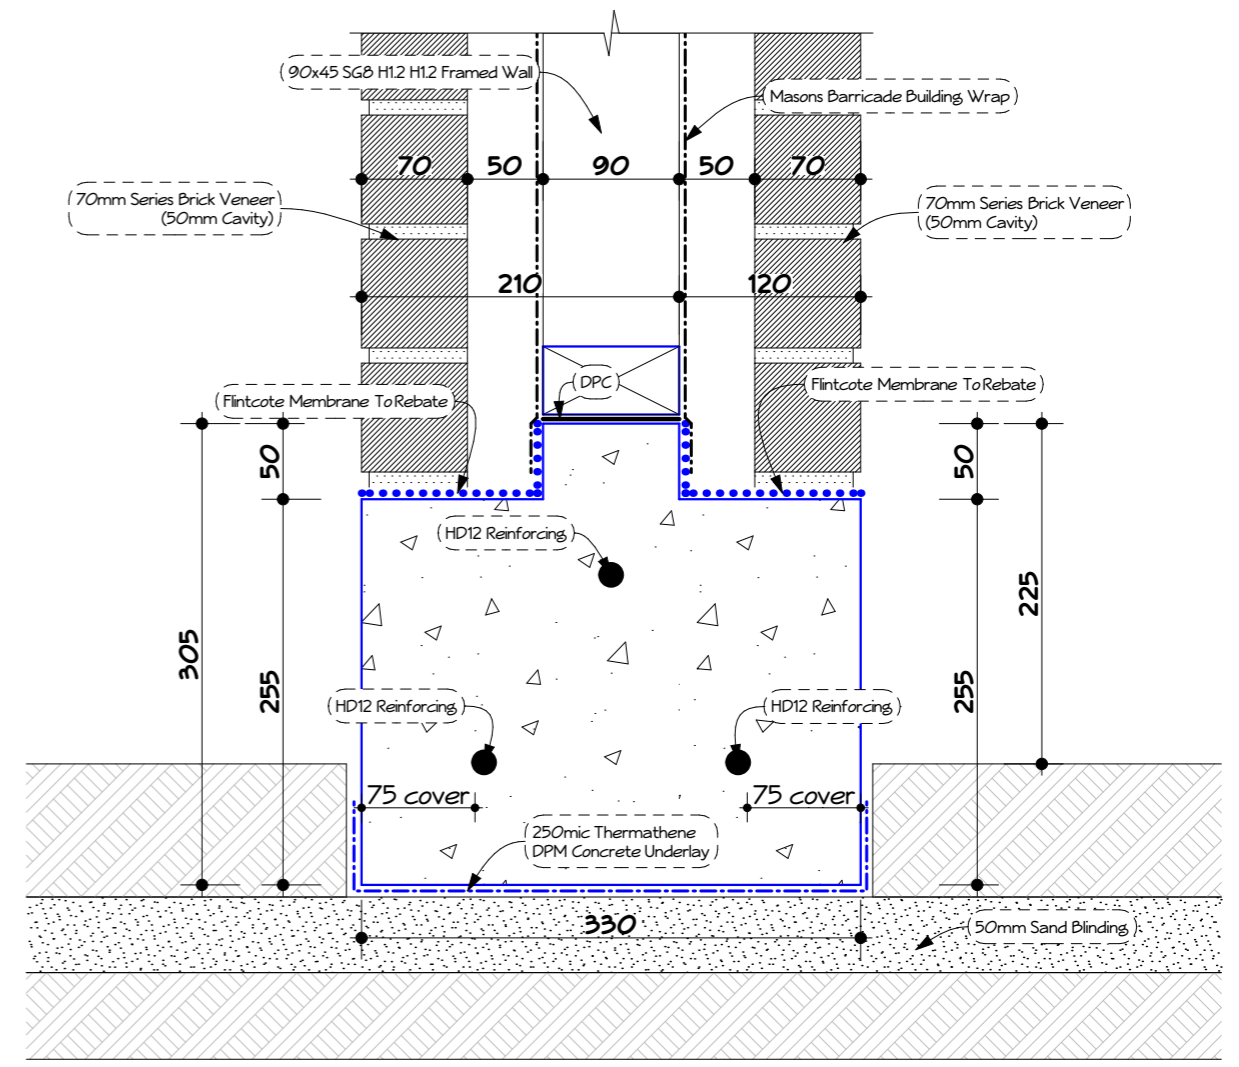 90x45 SG8 H1.2 H1.2 Framed Wall
Masons Barricade Building Wrap
70
50
90
50
70
70mm Series Brick Veneer
(50mm Cavity)
70mm Series Brick Veneer
(50mm Cavity)
210
120
DPC
Flintcote Membrane To Rebate
Flintcote Membrane To Rebate
50
50
HD12 Reinforcing
225
305
255
255
HD12 Reinforcing
HD12 Reinforcing
75 cover
75 cover
250mic Thermathene
DPM Concrete Underlay
330
50mm Sand Blinding